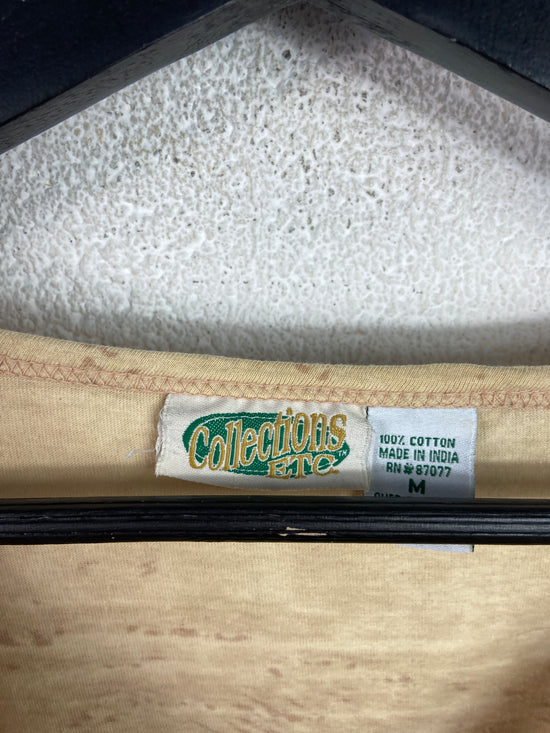 Collections
ETC.™
100% COTTON
MADE IN INDIA
RN# 87077
M